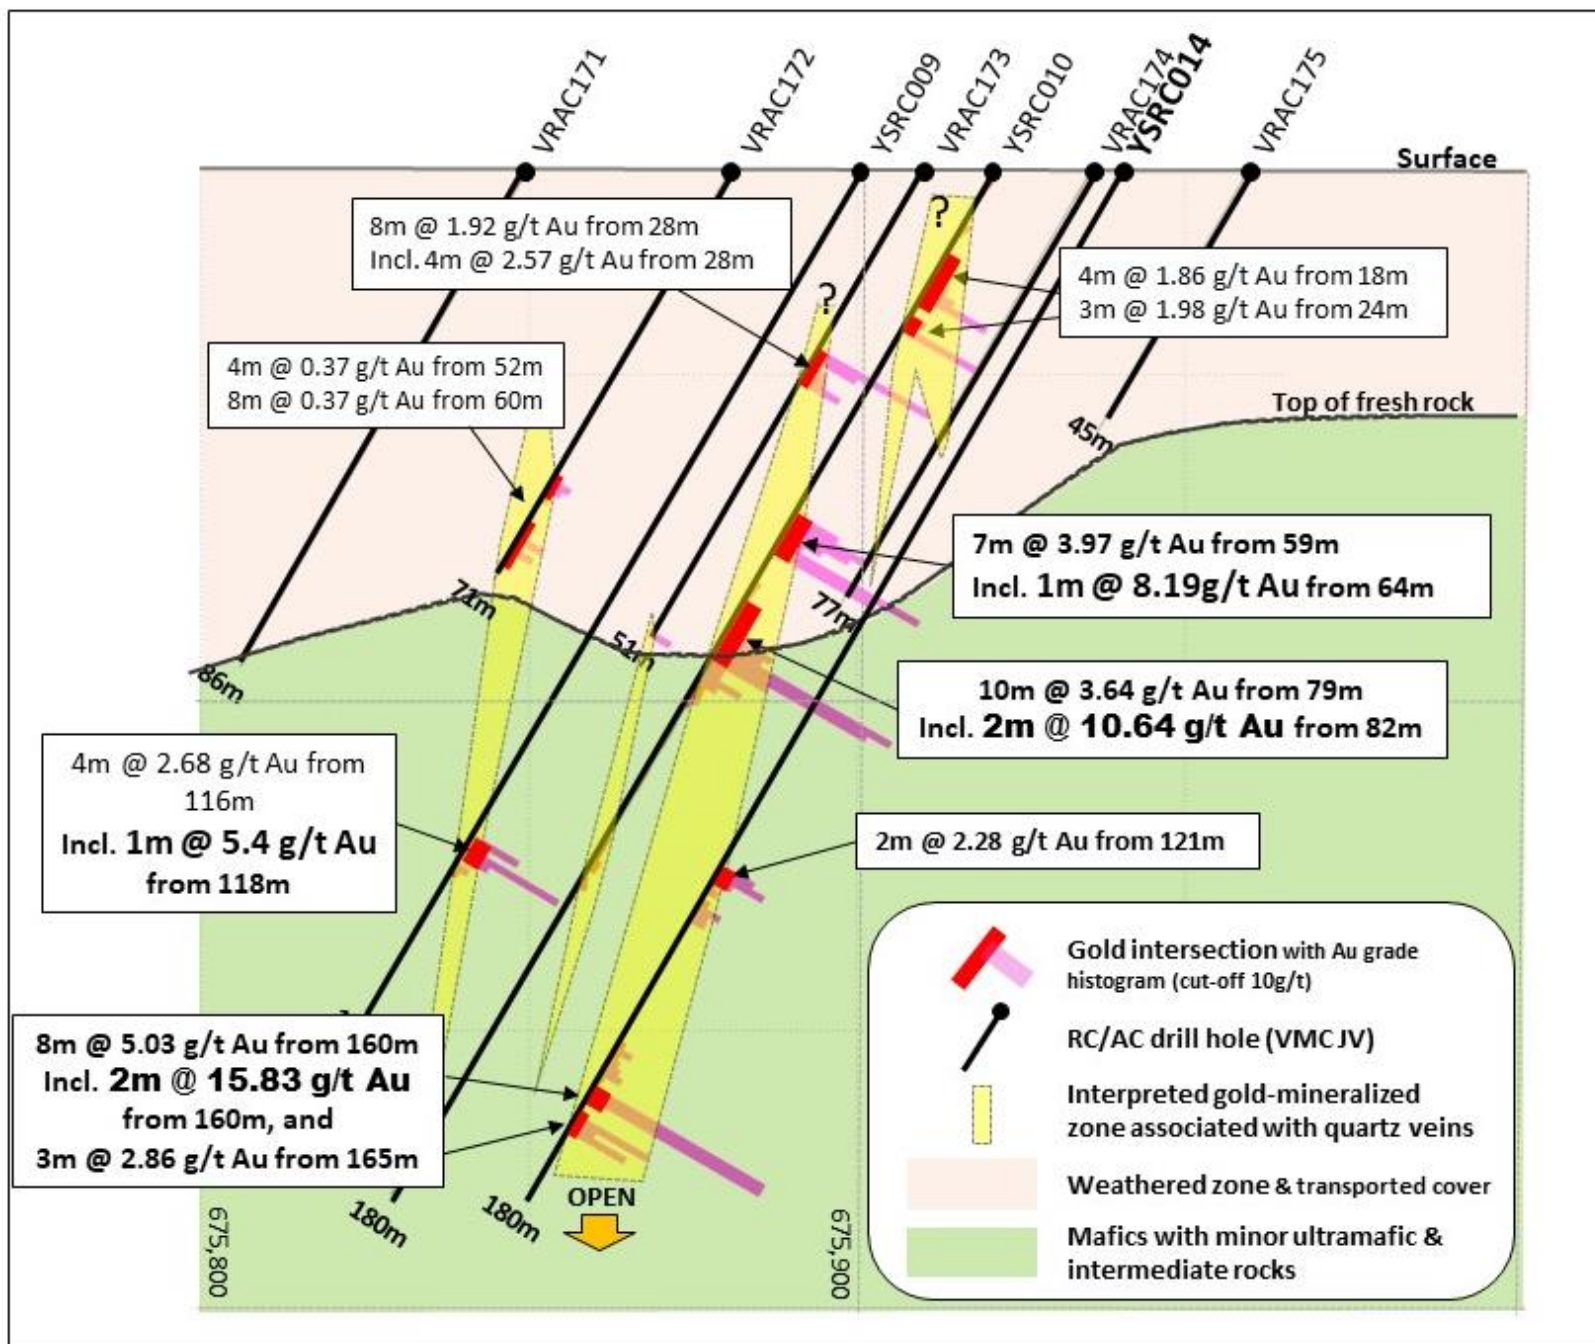 VRAC171
VRAC172
YSRC009
VRAC173
YSRC010
VRAC174
YSRC014
VRAC175
Surface
8m @ 1.92 g/t Au from 28m
Incl. 4m @ 2.57 g/t Au from 28m
?
?
4m @ 1.86 g/t Au from 18m
3m @ 1.98 g/t Au from 24m
4m @ 0.37 g/t Au from 52m
8m @ 0.37 g/t Au from 60m
Top of fresh rock
45m
7m @ 3.97 g/t Au from 59m
Incl. 1m @ 8.19g/t Au from 64m
71m
77m
51m
86m
10m @ 3.64 g/t Au from 79m
Incl. 2m @ 10.64 g/t Au from 82m
4m @ 2.68 g/t Au from
116m
Incl. 1m @ 5.4 g/t Au
from 118m
2m @ 2.28 g/t Au from 121m
8m @ 5.03 g/t Au from 160m
Incl. 2m @ 15.83 g/t Au
from 160m, and
3m @ 2.86 g/t Au from 165m
180m
180m
OPEN
675,800
675,900
Gold intersection with Au grade
histogram (cut-off 10g/t)
RC/AC drill hole (VMC JV)
Interpreted gold-mineralized
zone associated with quartz veins
Weathered zone & transported cover
Mafics with minor ultramafic &
intermediate rocks